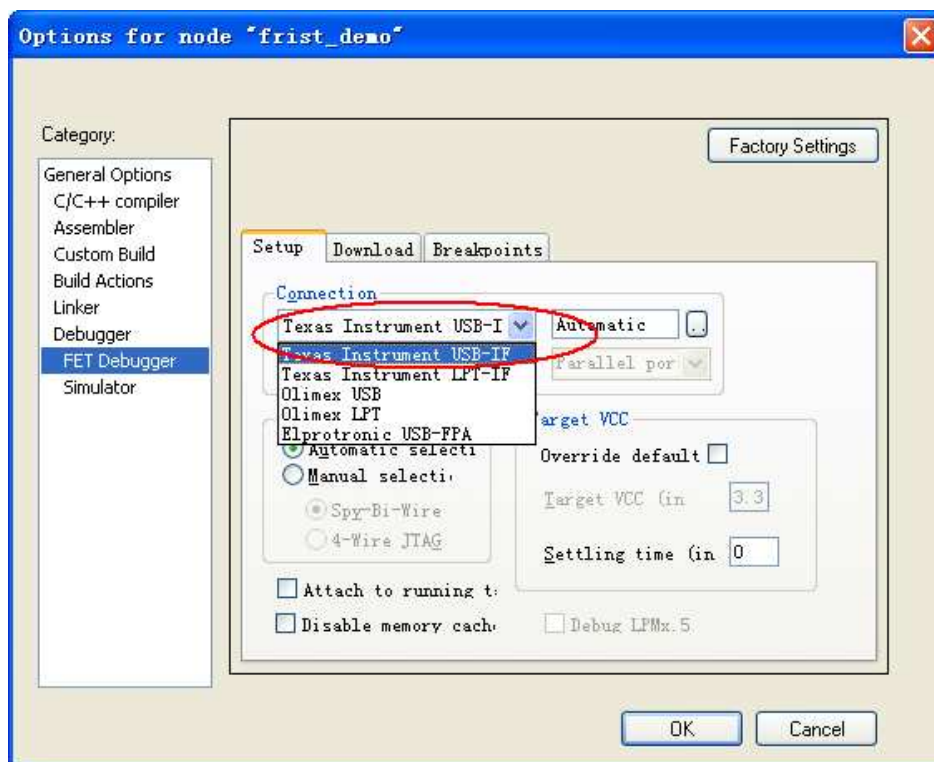 Options for node "frist_demo"
Category:
Factory Settings
General Options
C/C++ compiler
Assembler
Custom Build
Build Actions
Linker
Debugger
FET Debugger
Simulator
Setup Download Breakpoints
Connection
Texas Instrument USB-I Automatic ..
Texas Instrument USB-IF Parallel por
Texas Instrument LPT-IF
Olimex USB
Olimex LPT
Elprotronic USB-FPA
Automatic selecti
Manual selecti
Spy-Bi-Wire
4-Wire JTAG
Attach to running t
Disable memory cach
arget VCC
Override default
Target VCC (in 3.3
Settling time (in 0
Debug LPMx.5
OK Cancel